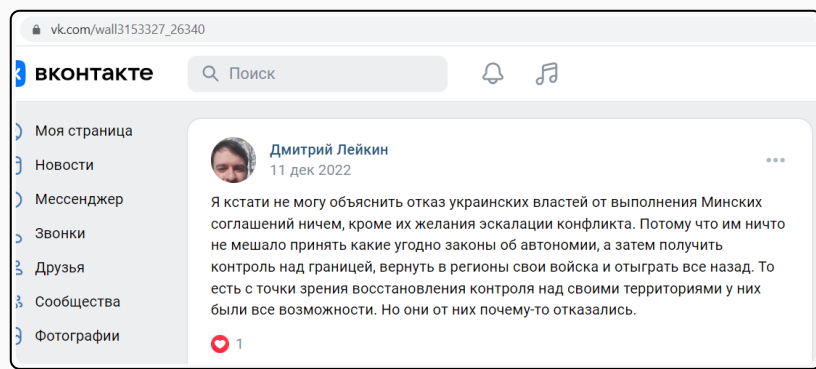 vk.com/wall3153327_26340
вконтакте
Поиск
Моя страница
Новости
Мессенджер
Звонки
Друзья
Сообщества
Фотографии
Дмитрий Лейкин
11 дек 2022
Я кстати не могу объяснить отказ украинских властей от выполнения Минских
соглашений ничем, кроме их желания эскалации конфликта. Потому что им ничто
не мешало принять какие угодно законы об автономии, а затем получить
контроль над границей, вернуть в регионы свои войска и отыграть все назад. То
есть с точки зрения восстановления контроля над своими территориями у них
были все возможности. Но они от них почему-то отказались.
1